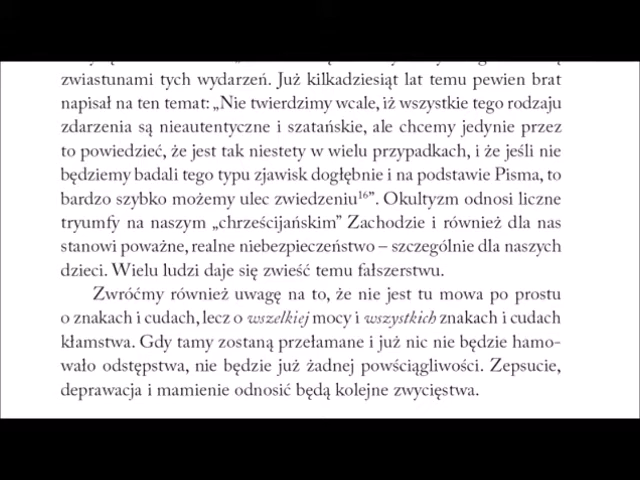 zwiastunami tych wydarzeń. Już kilkadziesiąt lat temu pewien brat
napisał na ten temat: „Nie twierdzimy wcale, iż wszystkie tego rodzaju
zdarzenia są nieautentyczne i szatańskie, ale chcemy jedynie przez
to powiedzieć, że jest tak niestety w wielu przypadkach, i że jeśli nie
będziemy badali tego typu zjawisk dogłębnie i na podstawie Pisma, to
bardzo szybko możemy ulec zwiedzeniu¹⁶”. Okultyzm odnosi liczne
tryumfy na naszym „chrześcijańskim” Zachodzie i również dla nas
stanowi poważne, realne niebezpieczeństwo – szczególnie dla naszych
dzieci. Wielu ludzi daje się zwieść temu fałszerstwu.
Zwróćmy również uwagę na to, że nie jest tu mowa po prostu
o znakach i cudach, lecz o wszelkiej mocy i wszystkich znakach i cudach
kłamstwa. Gdy tamy zostaną przełamane i już nic nie będzie hamo-
wało odstępstwa, nie będzie już żadnej powściągliwości. Zepsucie,
deprawacja i mamienie odnosić będą kolejne zwycięstwa.